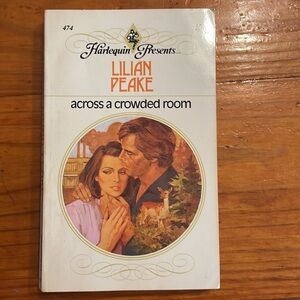 474
Harlequin Presents...
LILIAN
PEAKE
across a crowded room